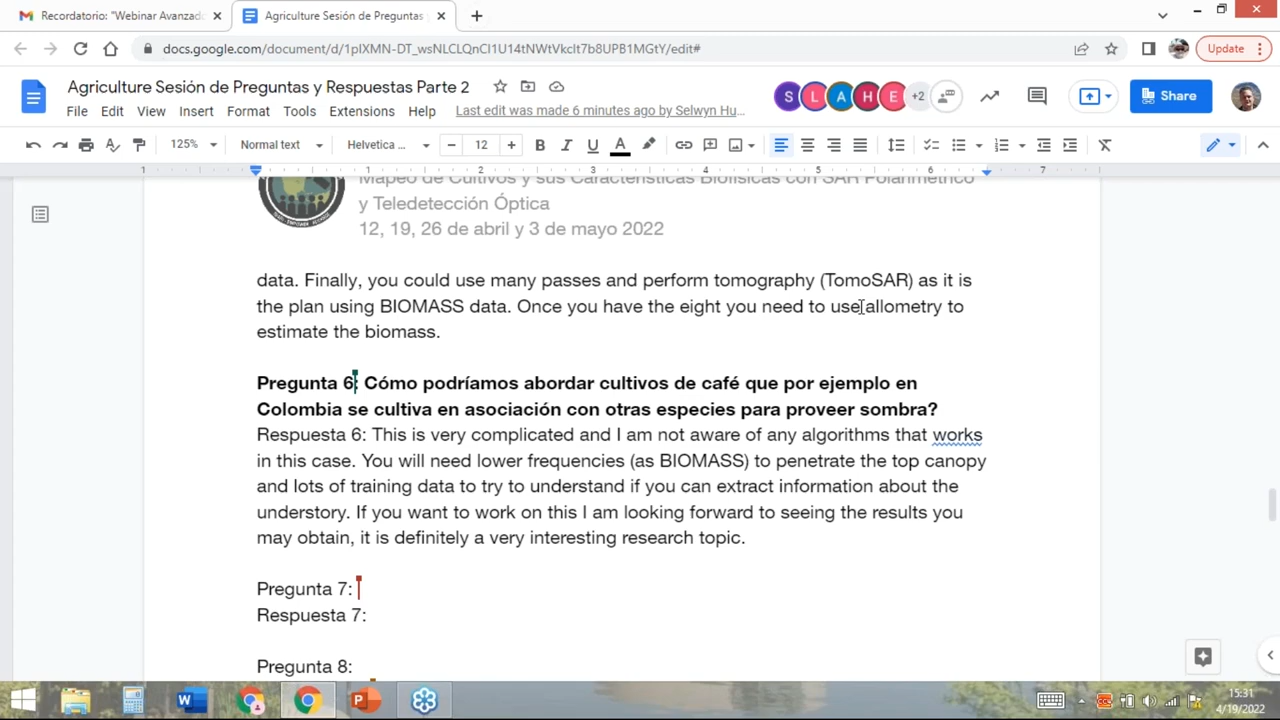 Recordatorio: "Webinar Avanzado
Agriculture Sesión de Preguntas y
docs.google.com/document/d/1pIXMN-DT_wsNLCLQnCI1U14tNWtVkclt7b8UPB1MGtY/edit#
Update
Agriculture Sesión de Preguntas y Respuestas Parte 2
S L A H E +2
Share
File Edit View Insert Format Tools Extensions Help Last edit was made 6 minutes ago by Selwyn Hu...
125% Normal text Helvetica ... 12 B I U A
1 1 2 3 4 5 6 7
Mapeo de Cultivos y sus Características Biofísicas con SAR Polarimétrico
y Teledetección Óptica
12, 19, 26 de abril y 3 de mayo 2022
data. Finally, you could use many passes and perform tomography (TomoSAR) as it is
the plan using BIOMASS data. Once you have the eight you need to use allometry to
estimate the biomass.
Pregunta 6: Cómo podríamos abordar cultivos de café que por ejemplo en
Colombia se cultiva en asociación con otras especies para proveer sombra?
Respuesta 6: This is very complicated and I am not aware of any algorithms that works
in this case. You will need lower frequencies (as BIOMASS) to penetrate the top canopy
and lots of training data to try to understand if you can extract information about the
understory. If you want to work on this I am looking forward to seeing the results you
may obtain, it is definitely a very interesting research topic.
Pregunta 7:
Respuesta 7:
Pregunta 8:
15:31
4/19/2022